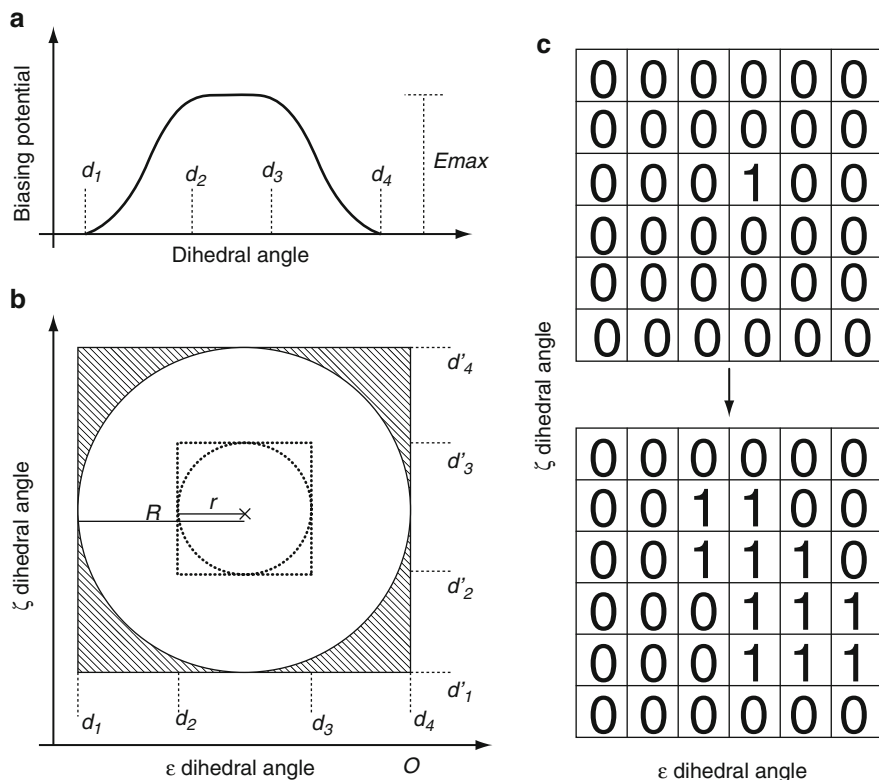 a
Biasing potential
d1 d2 d3 d4
Emax
Dihedral angle
b
ζ dihedral angle
R r
d'4
d'3
d'2
d'1
d1 d2 d3 d4
ε dihedral angle O
c
ζ dihedral angle
0 0 0 0 0 0
0 0 0 0 0 0
0 0 0 1 0 0
0 0 0 0 0 0
0 0 0 0 0 0
0 0 0 0 0 0
0 0 0 0 0 0
0 0 1 1 0 0
0 0 1 1 1 0
0 0 0 1 1 1
0 0 0 1 1 1
0 0 0 0 0 0
ε dihedral angle